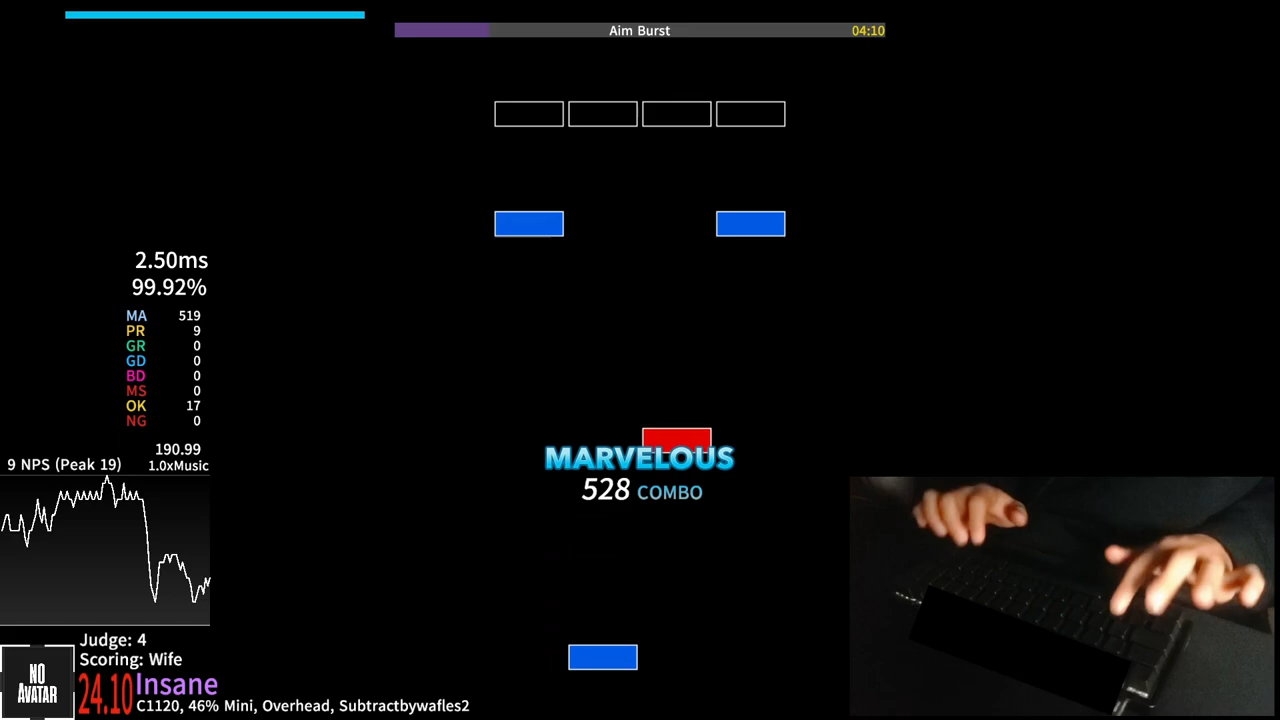 Aim Burst 04:10
2.50ms
99.92%
MA 519
PR 9
GR 0
GD 0
BD 0
MS 0
OK 17
NG 0
190.99
9 NPS (Peak 19) 1.0xMusic
MARVELOUS
528 COMBO
Judge: 4
Scoring: Wife
NO
AVATAR
24.10 Insane
C1120, 46% Mini, Overhead, Subtractbywafles2